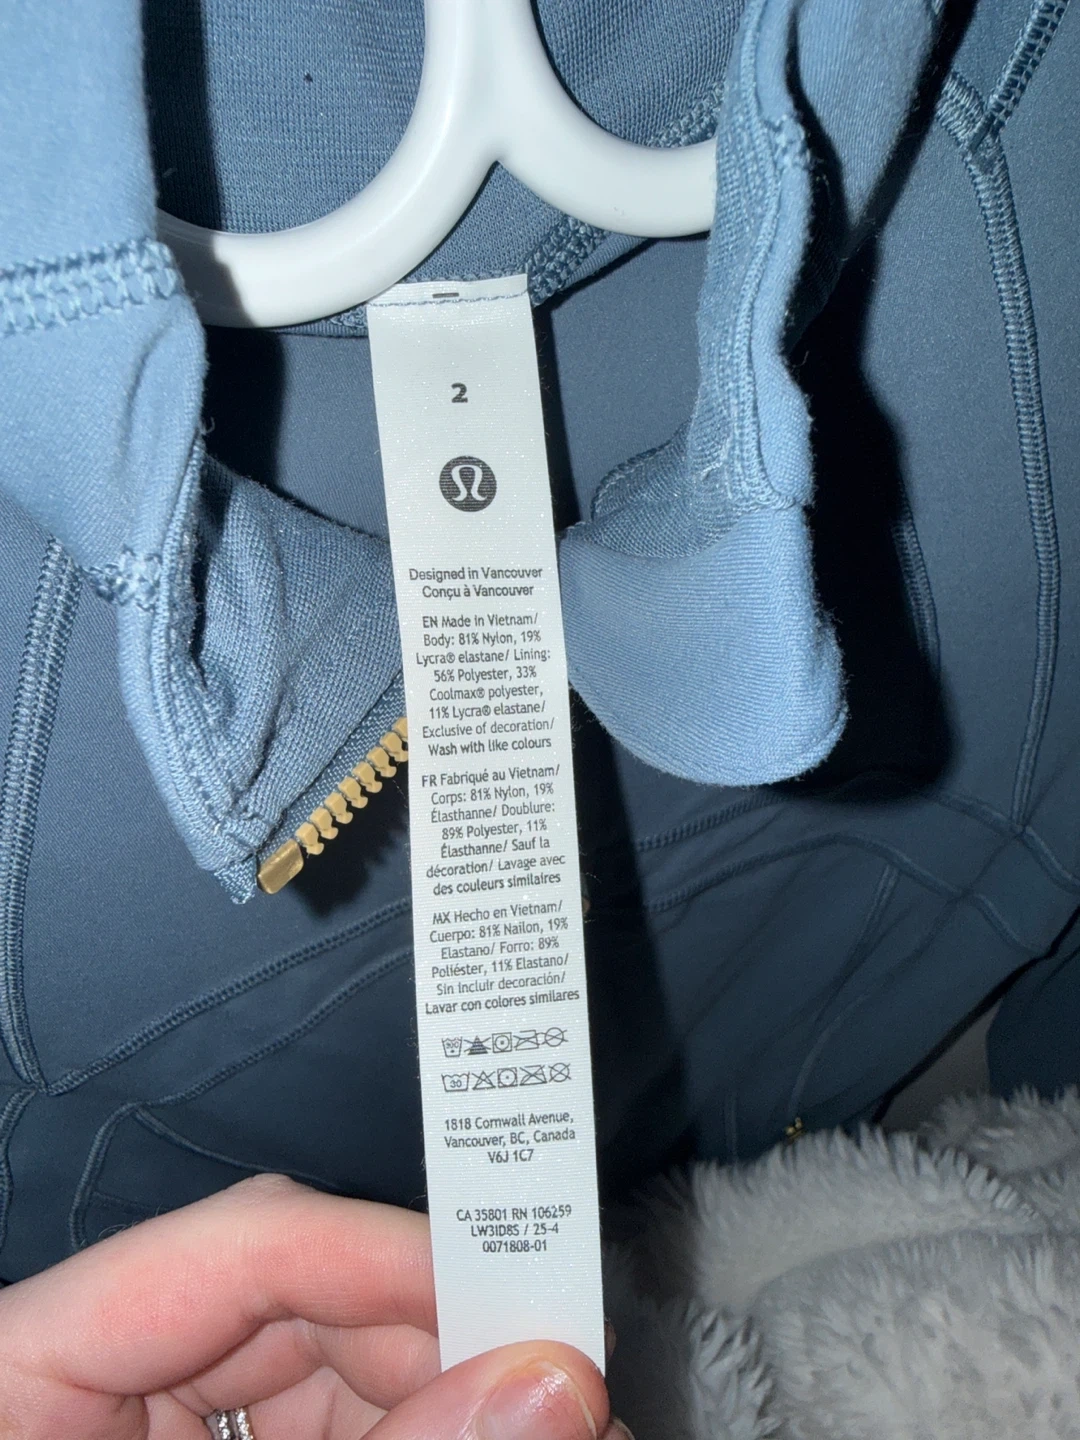 2
Designed in Vancouver
Conçu à Vancouver
EN Made in Vietnam/
Body: 81% Nylon, 19%
Lycra® elastane/ Lining:
56% Polyester, 33%
Coolmax® polyester,
11% Lycra® elastane/
Exclusive of decoration/
Wash with like colours
FR Fabriqué au Vietnam/
Corps: 81% Nylon, 19%
Élasthanne/ Doublure:
89% Polyester, 11%
Élasthanne/ Sauf la
décoration/ Lavage avec
des couleurs similaires
MX Hecho en Vietnam/
Cuerpo: 81% Nailon, 19%
Elastano/ Forro: 89%
Poliéster, 11% Elastano/
Sin incluir decoración/
Lavar con colores similares
30
1818 Cornwall Avenue,
Vancouver, BC, Canada
V6J 1C7
CA 35801 RN 106259
LW3ID8S / 25-4
0071808-01